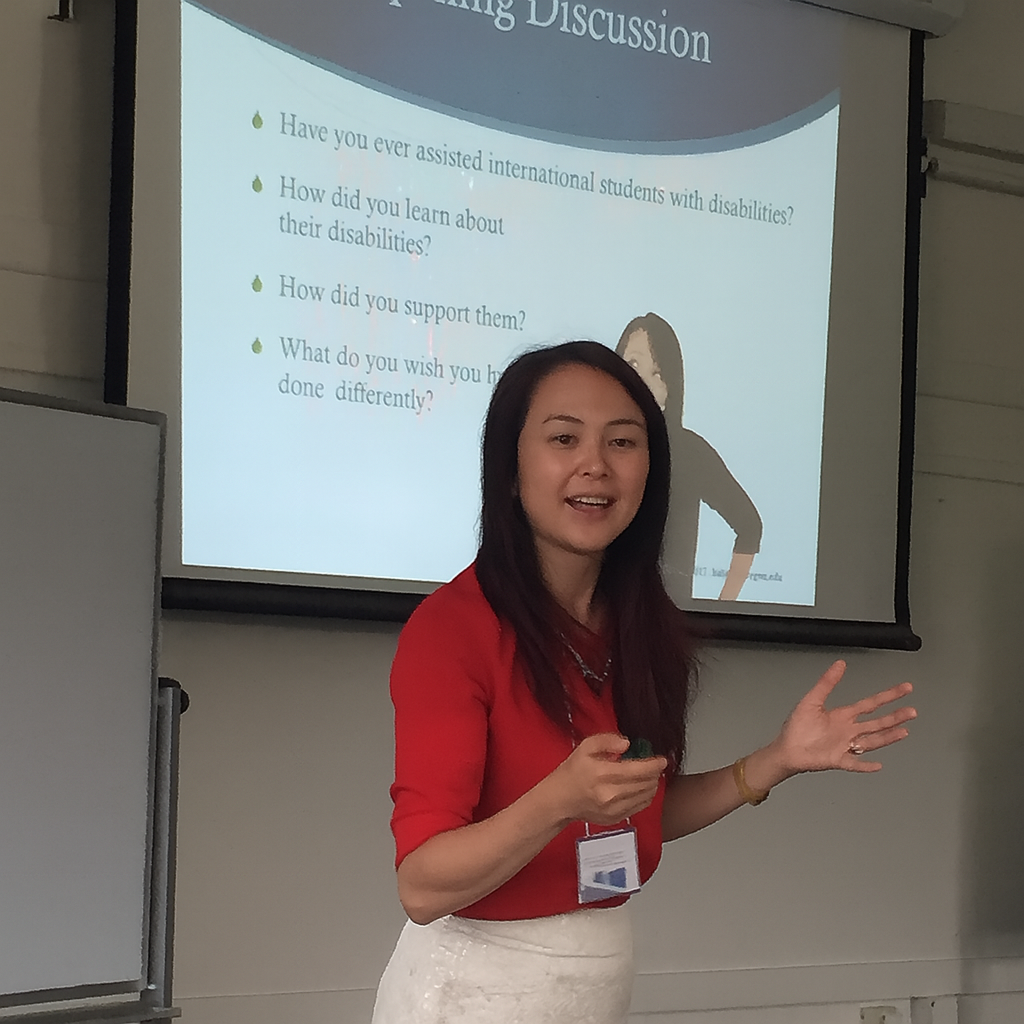 Discussion
Have you ever assisted international students with disabilities?
How did you learn about
their disabilities?
How did you support them?
What do you wish you
done differently?